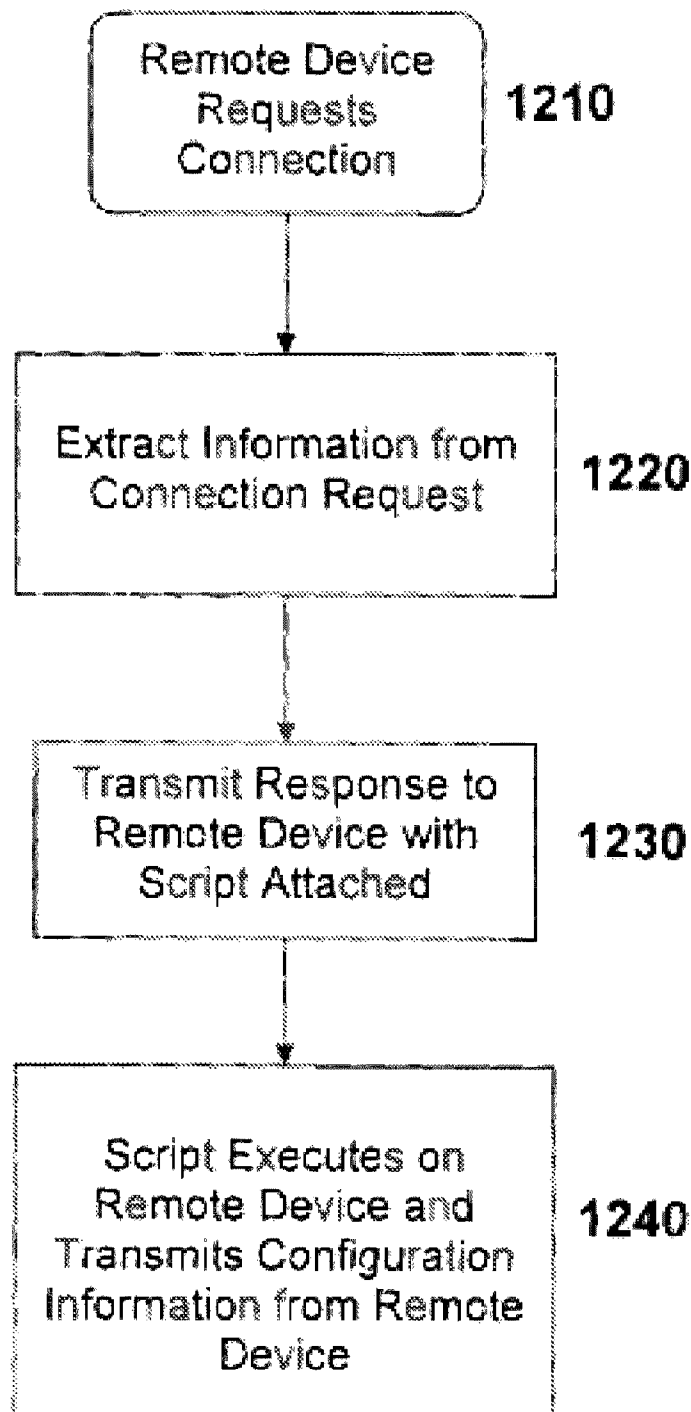 Remote Device
Requests
Connection
1210
Extract Information from
Connection Request
1220
Transmit Response to
Remote Device with
Script Attached
1230
Script Executes on
Remote Device and
Transmits Configuration
Information from Remote
Device
1240